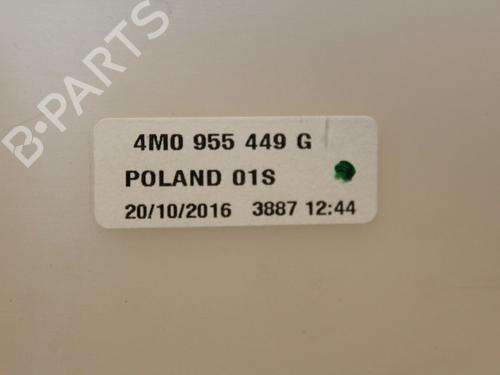 B-PARTS
4M0 955 449 G
POLAND 01S
20/10/2016 3887 12:44